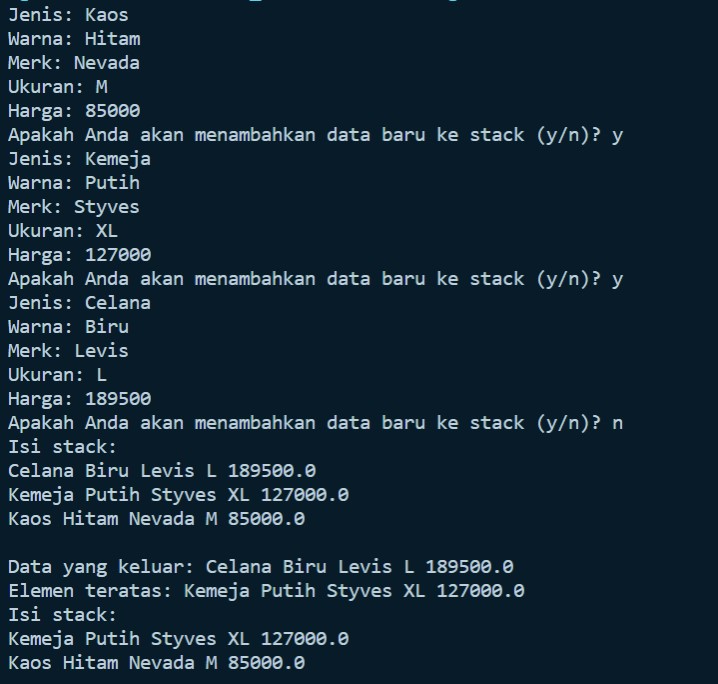 Jenis: Kaos
Warna: Hitam
Merk: Nevada
Ukuran: M
Harga: 85000
Apakah Anda akan menambahkan data baru ke stack (y/n)? y
Jenis: Kemeja
Warna: Putih
Merk: Styves
Ukuran: XL
Harga: 127000
Apakah Anda akan menambahkan data baru ke stack (y/n)? y
Jenis: Celana
Warna: Biru
Merk: Levis
Ukuran: L
Harga: 189500
Apakah Anda akan menambahkan data baru ke stack (y/n)? n
Isi stack:
Celana Biru Levis L 189500.0
Kemeja Putih Styves XL 127000.0
Kaos Hitam Nevada M 85000.0

Data yang keluar: Celana Biru Levis L 189500.0
Elemen teratas: Kemeja Putih Styves XL 127000.0
Isi stack:
Kemeja Putih Styves XL 127000.0
Kaos Hitam Nevada M 85000.0